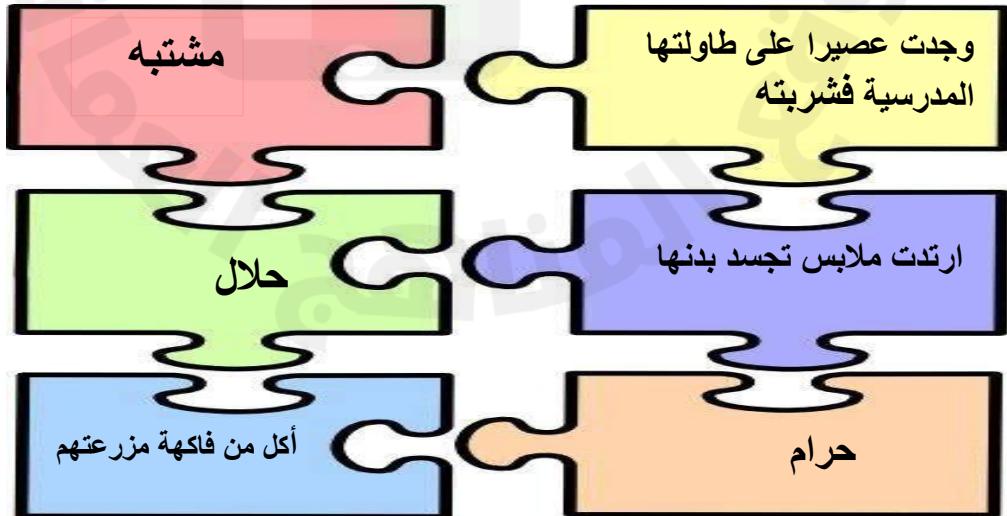 وجدت عصيرا على طاولتها
المدرسية فشربته
مشتبه
ارتدت ملابس تجسد بدنها
حلال
حرام
أكل من فاكهة مزرعتهم